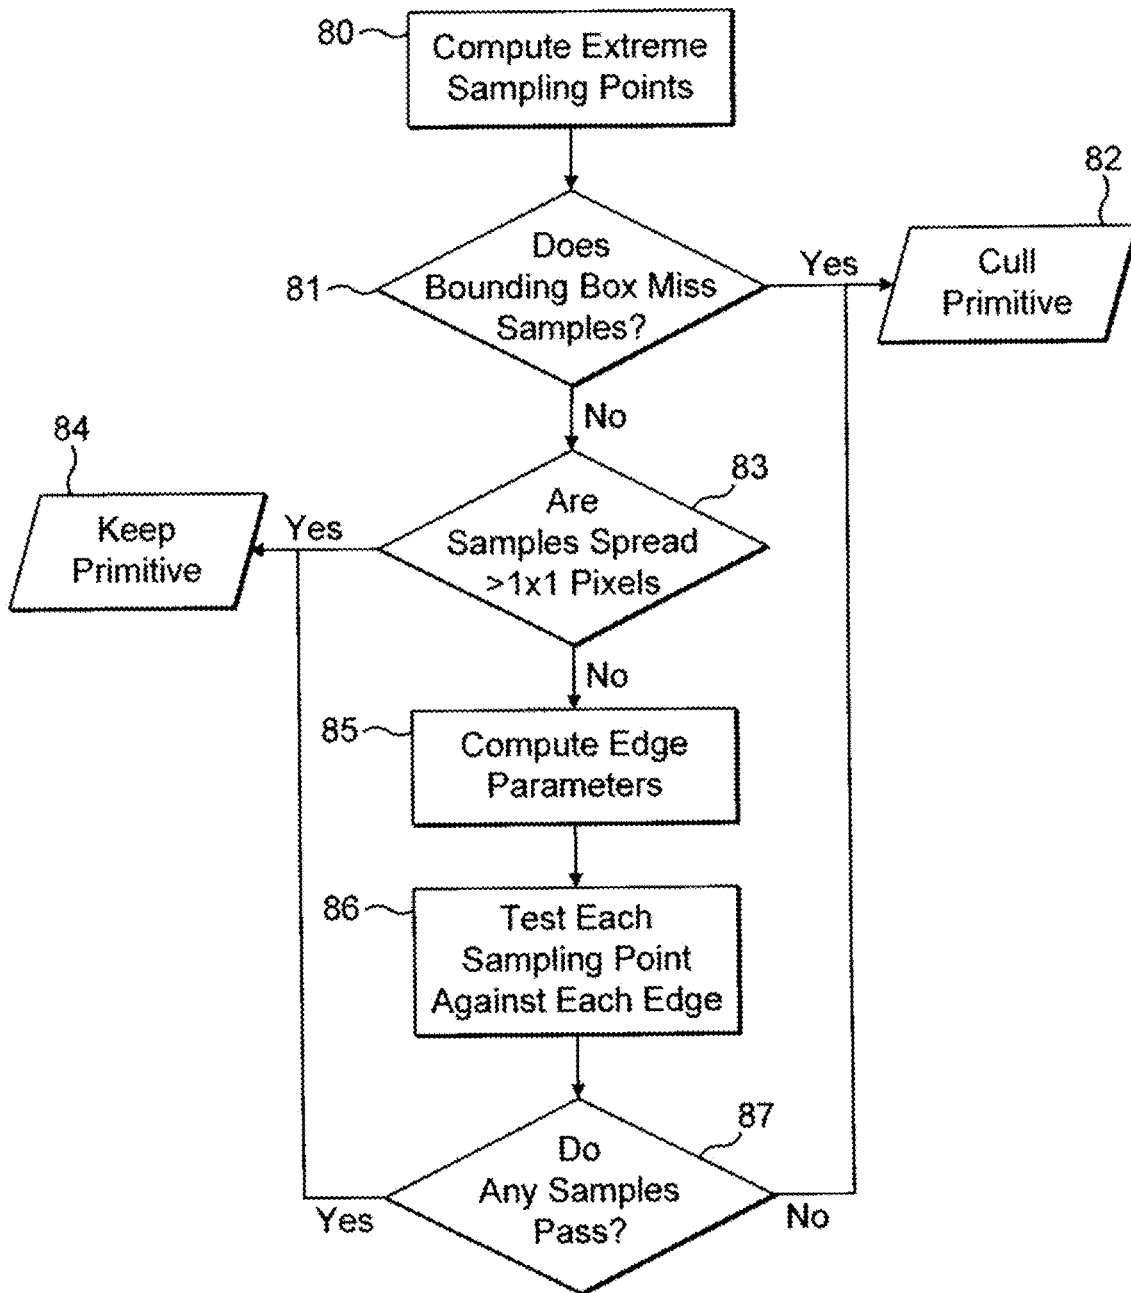 80
Compute Extreme
Sampling Points
82
Does
Bounding Box Miss
Samples?
81
Yes
Cull
Primitive
No
84
83
Keep
Primitive
Yes
Are
Samples Spread
>1x1 Pixels
No
85
Compute Edge
Parameters
86
Test Each
Sampling Point
Against Each Edge
87
Do
Any Samples
Pass?
Yes
No